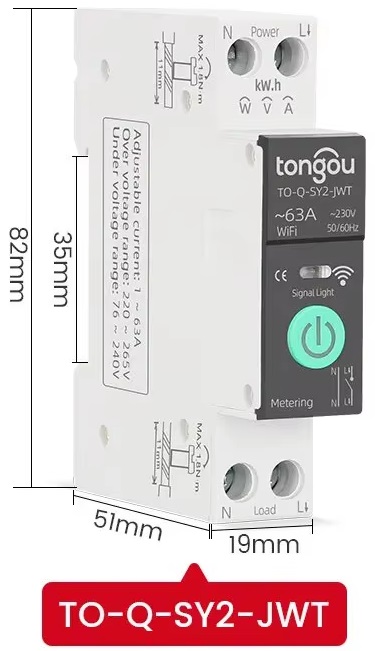 N Power L
kW.h
W V A
MAX 1.8N·m
11mm
tongou
TO-Q-SY2-JWT
~63A ~230V
WiFi 50/60Hz
CE
Signal Light
Metering
N L
N L
Adjustable current: 1 ~ 63A
Over voltage range: 220 ~ 265V
Under voltage range: 76 ~ 240V
82mm
35mm
MAX 1.8N·m
11mm
N Load L
51mm
19mm
TO-Q-SY2-JWT